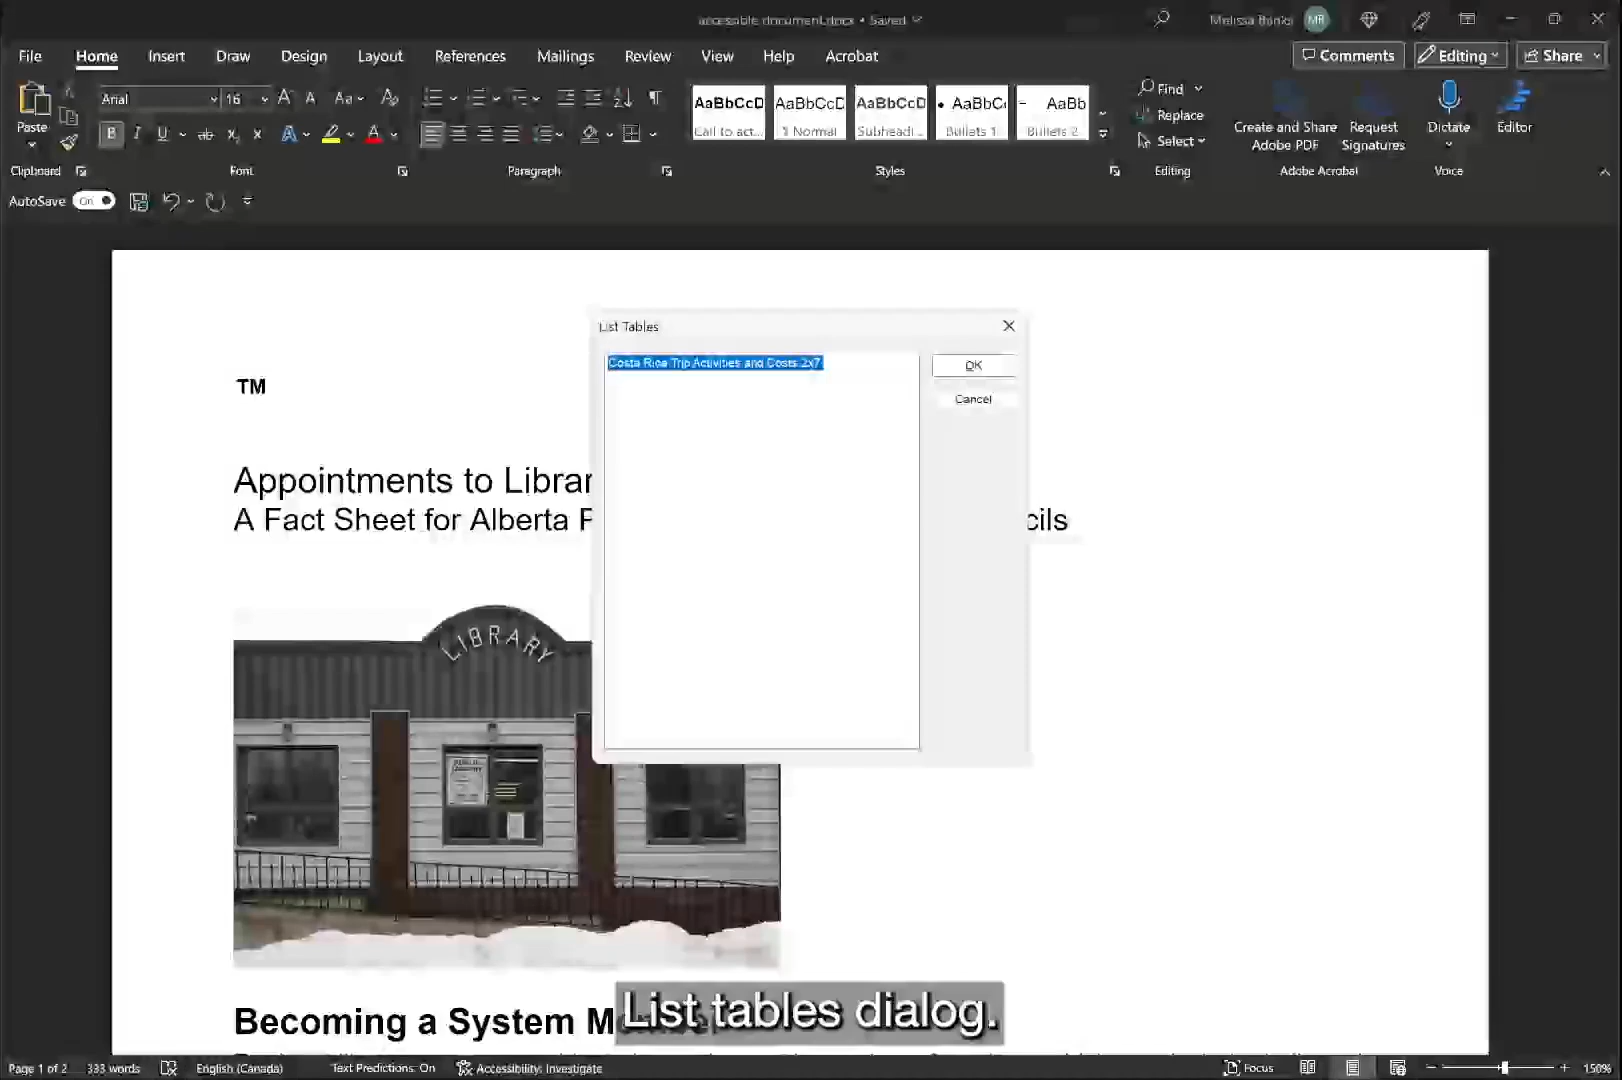 accessible document.docx • Saved
Melissa Banks MB
File Home Insert Draw Design Layout References Mailings Review View Help Acrobat
Comments Editing Share
Paste
Arial 16
B I U ab x x A A
Aa
AaBbCcD AaBbCcD AaBbCcD • AaBbCc – AaBb
Call to act... 1 Normal Subheadi... Bullets 1 Bullets 2
Find
Replace
Select
Create and Share
Adobe PDF
Request
Signatures
Dictate
Editor
Clipboard Font Paragraph Styles Editing Adobe Acrobat Voice
AutoSave On
List Tables
Costa Rica Trip Activities and Costs 2x7
OK
Cancel
TM
Appointments to Librar
A Fact Sheet for Alberta
cils
LIBRARY
Becoming a System M
List tables dialog.
Page 1 of 2 333 words English (Canada) Text Predictions: On Accessibility: Investigate Focus 150%